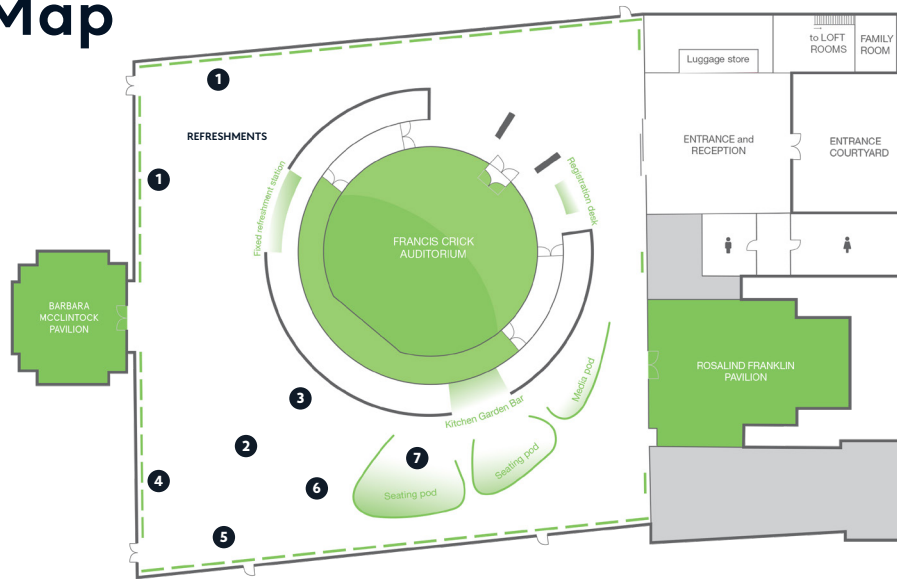 Map
to LOFT
ROOMS
FAMILY
ROOM
Luggage store
1
REFRESHMENTS
ENTRANCE and
RECEPTION
ENTRANCE
COURTYARD
1
Fixed refreshment station
Registration desk
FRANCIS CRICK
AUDITORIUM
BARBARA
MCCLINTOCK
PAVILION
ROSALIND FRANKLIN
PAVILION
Media pod
3
Kitchen Garden Bar
2
7
Seating pod
4
6
Seating pod
5